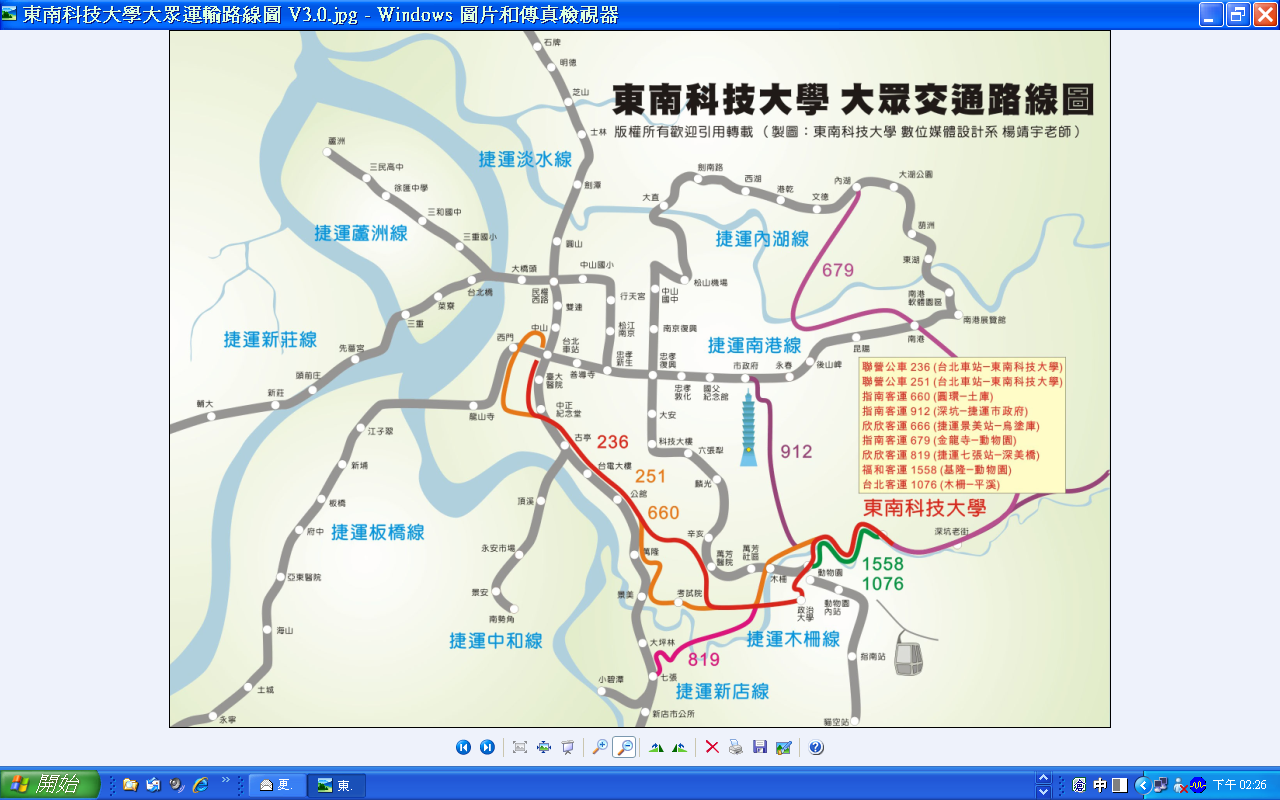 東南科技大學大眾運輸路線圖 V3.0.jpg - Windows 圖片和傳真檢視器
東南科技大學 大眾交通路線圖
版權所有歡迎引用轉載 （製圖：東南科技大學 數位媒體設計系 楊靖宇老師）
石牌
明德
芝山
士林
捷運淡水線
劍潭
圓山
蘆洲
三民高中
徐匯中學
三和國中
三重國小
捷運蘆洲線
大橋頭
台北橋
菜寮
三重
先嗇宮
頭前庄
新莊
輔大
捷運新莊線
民權
西路
中山國小
雙連
行天宮
中山
松江
南京
西門
台北
車站
善導寺
忠孝
新生
臺大
醫院
中正
紀念堂
劍南路
西湖
港乾
文德
內湖
大湖公園
葫洲
東湖
南港
軟體園區
南港展覽館
大直
捷運內湖線
679
松山機場
中山
國中
南京復興
忠孝
復興
捷運南港線
忠孝
敦化
國父
紀念館
市政府
永春
後山埤
昆陽
南港
聯營公車 236 (台北車站–東南科技大學)
聯營公車 251 (台北車站–東南科技大學)
指南客運 660 (圓環–土庫)
指南客運 912 (深坑–捷運市政府)
欣欣客運 666 (捷運景美站–烏塗庫)
指南客運 679 (金龍寺–動物園)
欣欣客運 819 (捷運七張站–深美橋)
福和客運 1558 (基隆–動物園)
台北客運 1076 (木柵–平溪)
東南科技大學
深坑老街
龍山寺
江子翠
新埔
板橋
府中
亞東醫院
海山
土城
永寧
捷運板橋線
大安
科技大樓
六張犁
麟光
辛亥
萬芳
醫院
萬芳
社區
木柵
動物園
912
古亭
236
台電大樓
251
公館
660
頂溪
永安市場
景安
南勢角
捷運中和線
萬隆
景美
考試院
大坪林
七張
819
小碧潭
捷運新店線
新店市公所
政治
大學
捷運木柵線
1558
1076
動物園
內站
指南站
貓空站
開始
更.
東.
中
下午 02:26